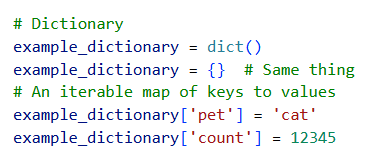 # Dictionary
example_dictionary = dict()
example_dictionary = {}  # Same thing
# An iterable map of keys to values
example_dictionary['pet'] = 'cat'
example_dictionary['count'] = 12345